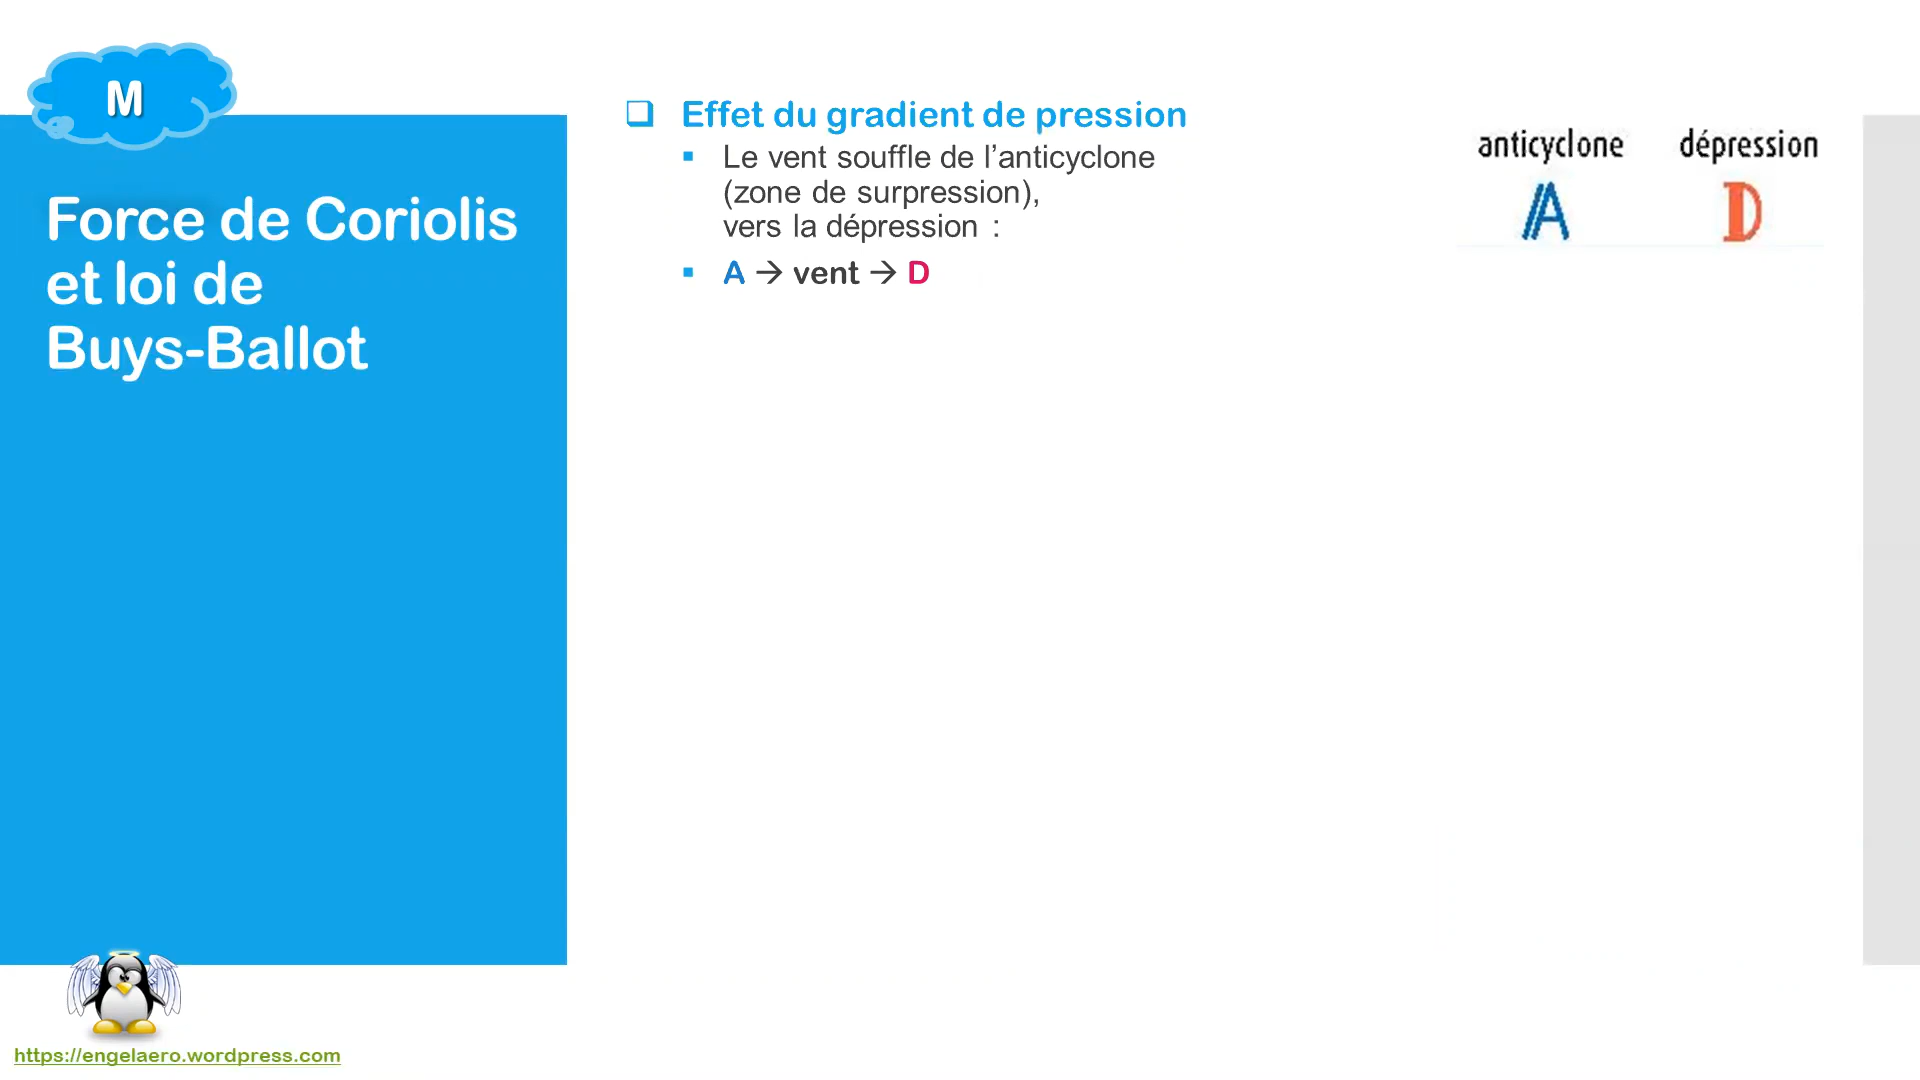 M
Force de Coriolis
et loi de
Buys-Ballot
Effet du gradient de pression
Le vent souffle de l’anticyclone
(zone de surpression),
vers la dépression :
A → vent → D
anticyclone dépression
A D
https://engelaero.wordpress.com